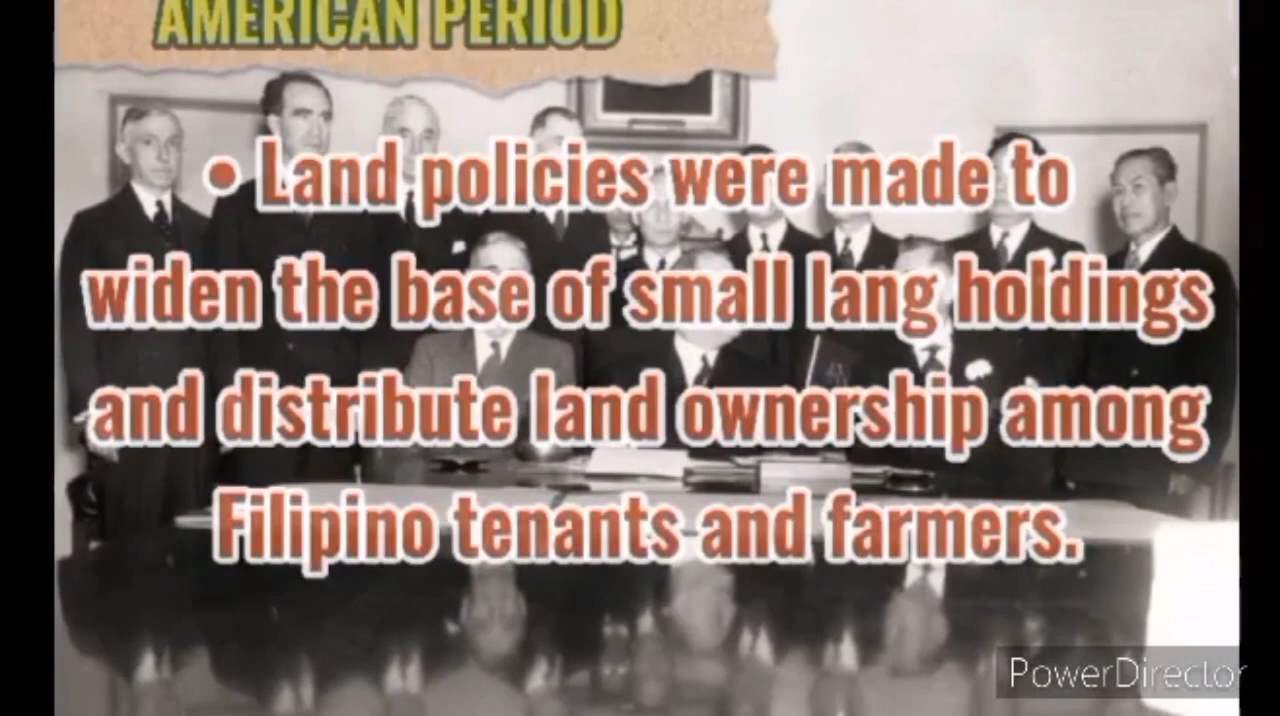 AMERICAN PERIOD
• Land policies were made to
widen the base of small lang holdings
and distribute land ownership among
Filipino tenants and farmers.
PowerDirector